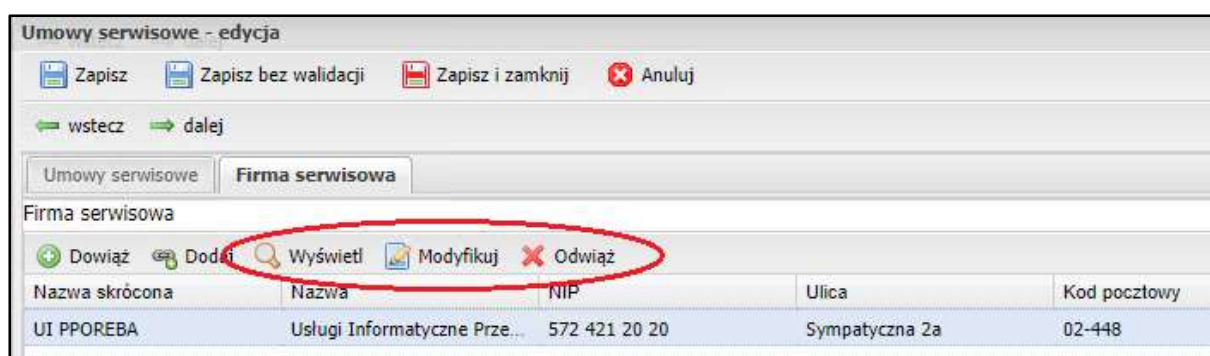 Umowy serwisowe - edycja
Zapisz Zapisz bez walidacji Zapisz i zamknij Anuluj
wstecz dalej
Umowy serwisowe Firma serwisowa
Firma serwisowa
Dowiąż Dodaj Wyświetl Modyfikuj Odwiąż
Nazwa skrócona Nazwa NIP Ulica Kod pocztowy
UI PPOREBA Usługi Informatyczne Prze... 572 421 20 20 Sympatyczna 2a 02-448